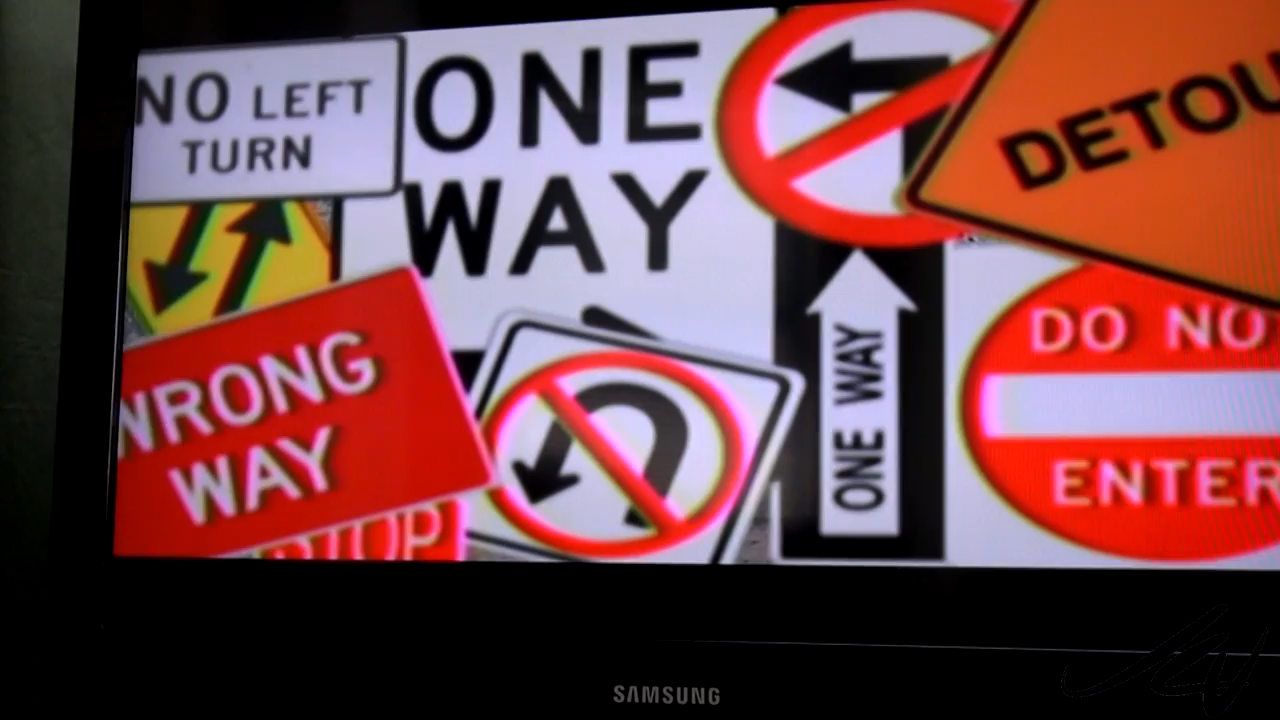 NO LEFT
TURN
ONE
WAY
DETOU
WRONG
WAY
ONE WAY
DO NO
ENTER
SAMSUNG